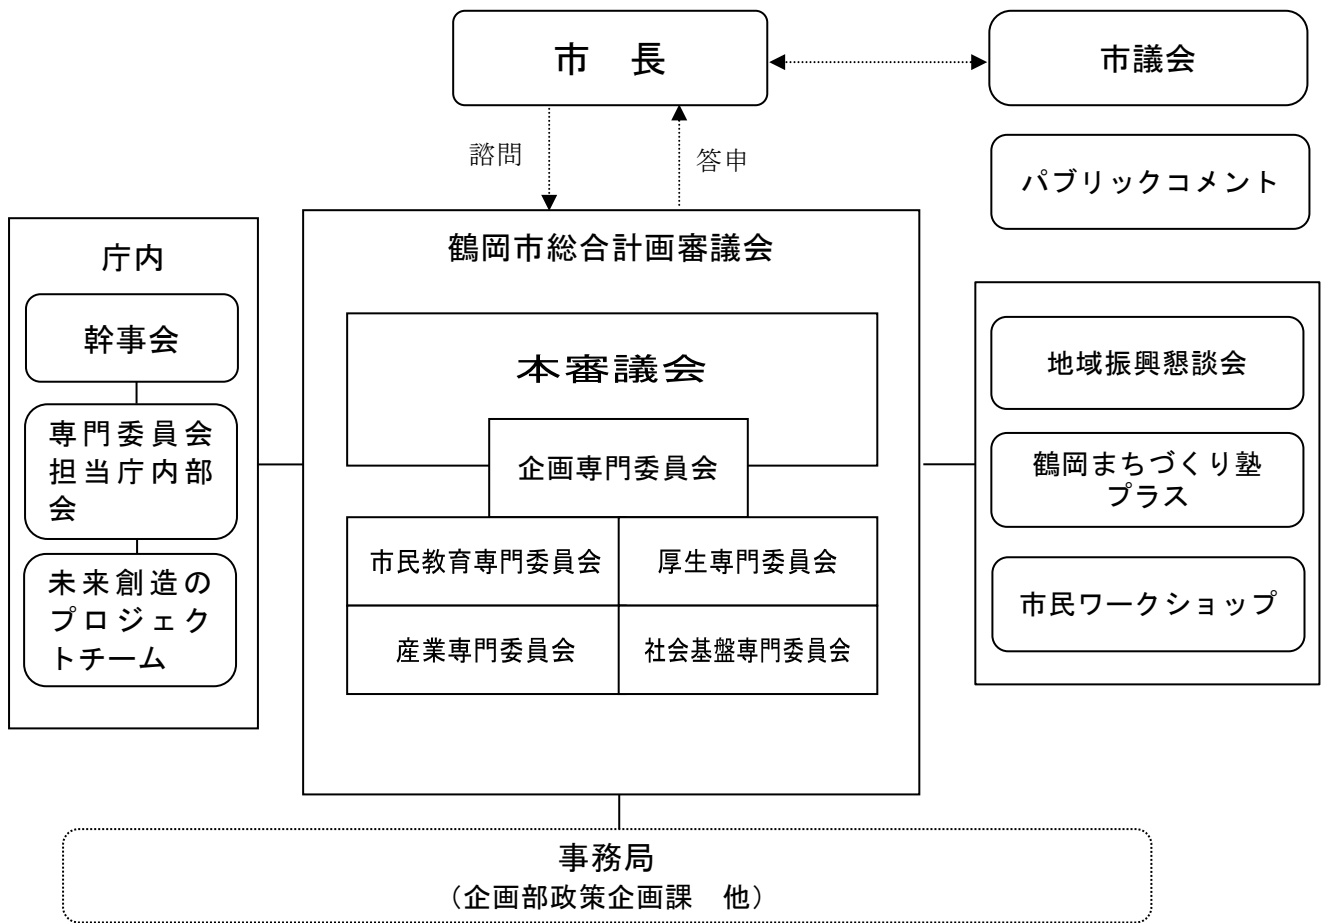 市　長
市議会
諮問
答申
パブリックコメント
庁内
幹事会
専門委員会
担当庁内部
会
未来創造の
プロジェク
トチーム
鶴岡市総合計画審議会
本審議会
企画専門委員会
市民教育専門委員会
厚生専門委員会
産業専門委員会
社会基盤専門委員会
地域振興懇談会
鶴岡まちづくり塾
プラス
市民ワークショップ
事務局
（企画部政策企画課　他）